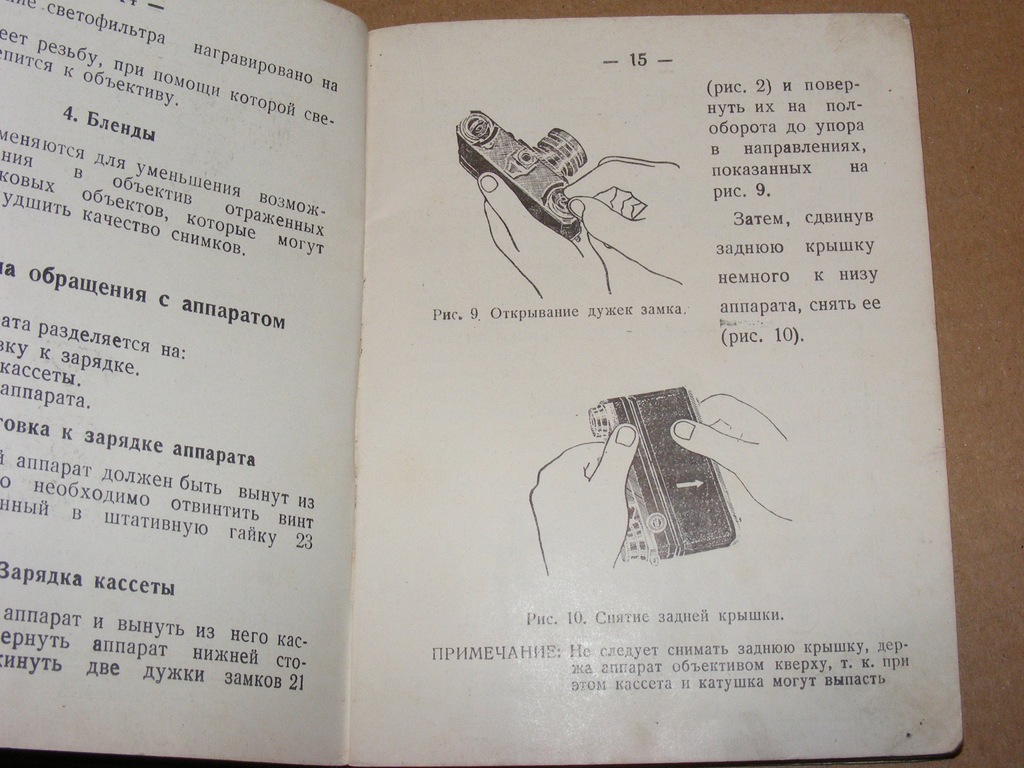 светофильтра награвировано на
еет резьбу, при помощи которой све-
пится к объективу.
4. Бленды
меняются для уменьшения возмож-
ния в объектив отраженных
ковых объектов, которые могут
удшить качество снимков.
ла обращения с аппаратом
рата разделяется на:
вку к зарядке.
кассеты.
аппарата.
товка к зарядке аппарата
й аппарат должен быть вынут из
о необходимо отвинтить винт
нный в штативную гайку 23
Зарядка кассеты
аппарат и вынуть из него кас-
ернуть аппарат нижней сто-
кинуть две дужки замков 21
— 15 —
(рис. 2) и повер-
нуть их на пол-
оборота до упора
в направлениях,
показанных на
рис. 9.
Затем, сдвинув
заднюю крышку
немного к низу
аппарата, снять ее
(рис. 10).
Рис. 9. Открывание дужек замка.
Рис. 10. Снятие задней крышки.
ПРИМЕЧАНИЕ: Не следует снимать заднюю крышку, дер-
жа аппарат объективом кверху, т. к. при
этом кассета и катушка могут выпасть